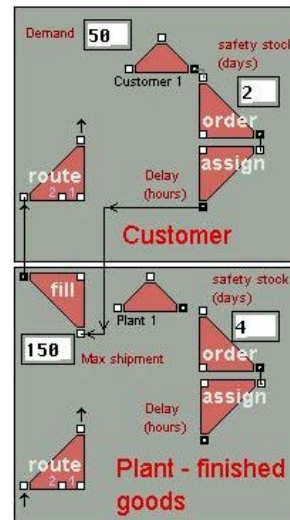 Demand
50
safety stock
(days)
Customer 1
2
order
Delay
(hours)
assign
route
2 1
Customer
fill
150
Max shipment
Plant 1
safety stock
(days)
4
order
Delay
(hours)
assign
route
2 1
Plant - finished
goods